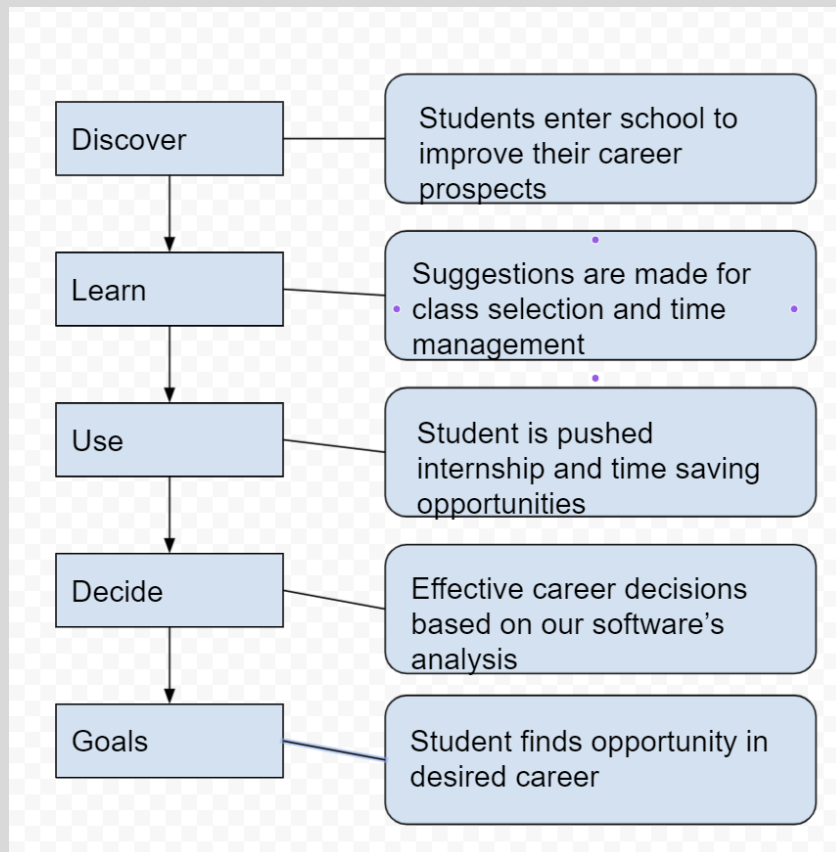 Discover
Students enter school to
improve their career
prospects
Learn
Suggestions are made for
class selection and time
management
Use
Student is pushed
internship and time saving
opportunities
Decide
Effective career decisions
based on our software’s
analysis
Goals
Student finds opportunity in
desired career